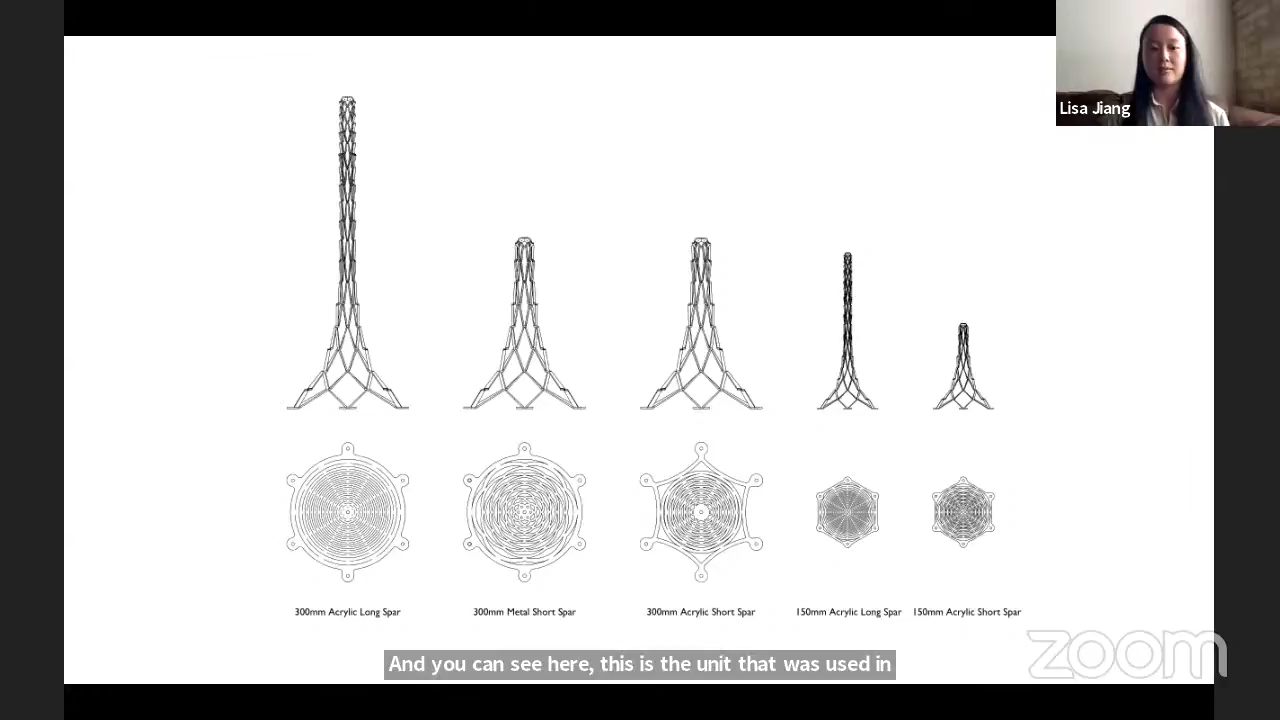 Lisa Jiang
300mm Acrylic Long Spar
300mm Metal Short Spar
300mm Acrylic Short Spar
150mm Acrylic Long Spar
150mm Acrylic Short Spar
And you can see here, this is the unit that was used in
zoom